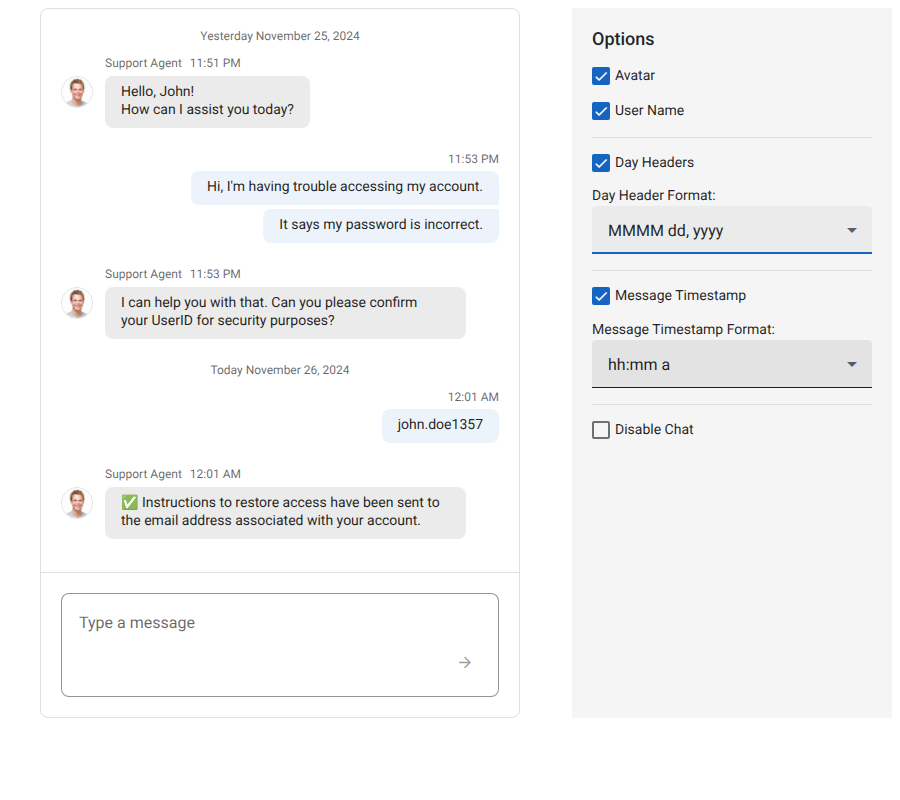 Yesterday November 25, 2024
Support Agent 11:51 PM
Hello, John!
How can I assist you today?
11:53 PM
Hi, I'm having trouble accessing my account.
It says my password is incorrect.
Support Agent 11:53 PM
I can help you with that. Can you please confirm
your UserID for security purposes?
Today November 26, 2024
12:01 AM
john.doe1357
Support Agent 12:01 AM
✅ Instructions to restore access have been sent to
the email address associated with your account.
Type a message
Options
Avatar
User Name
Day Headers
Day Header Format:
MMMM dd, yyyy
Message Timestamp
Message Timestamp Format:
hh:mm a
Disable Chat